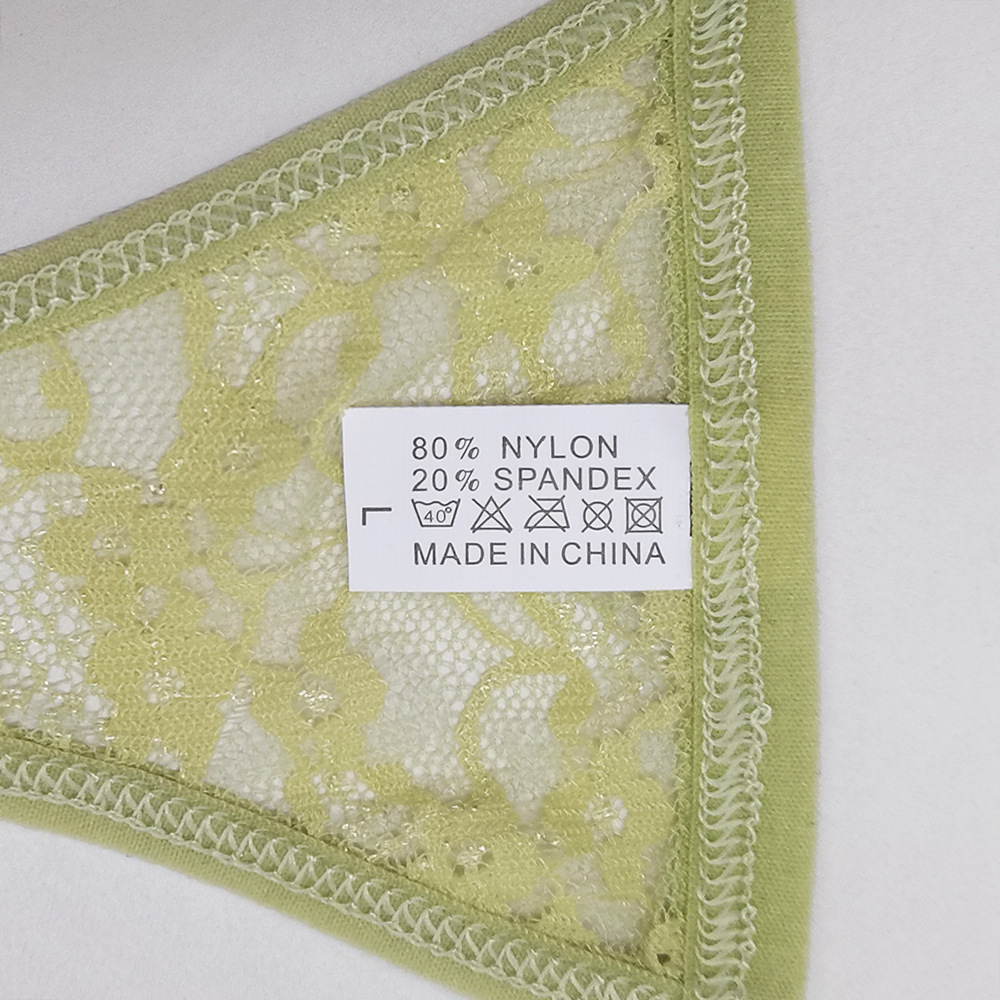 80% NYLON
20% SPANDEX
L
40°
MADE IN CHINA